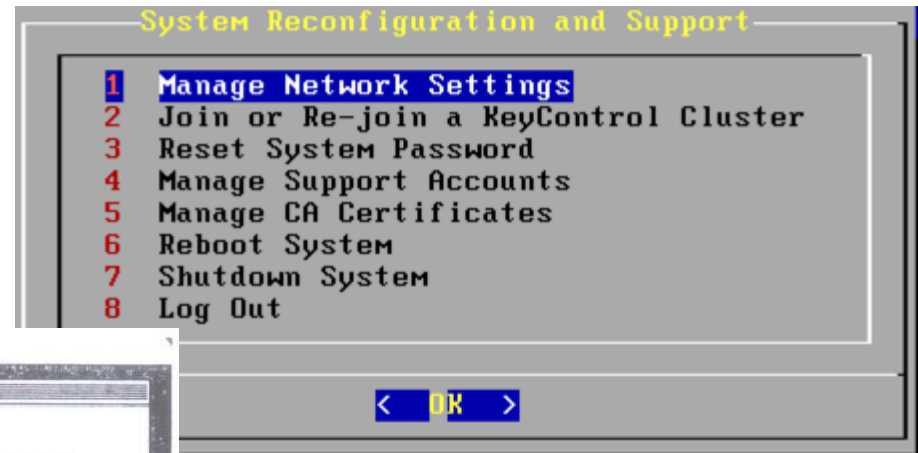 System Reconfiguration and Support
1 Manage Network Settings
2 Join or Re-join a KeyControl Cluster
3 Reset System Password
4 Manage Support Accounts
5 Manage CA Certificates
6 Reboot System
7 Shutdown System
8 Log Out
< OK >